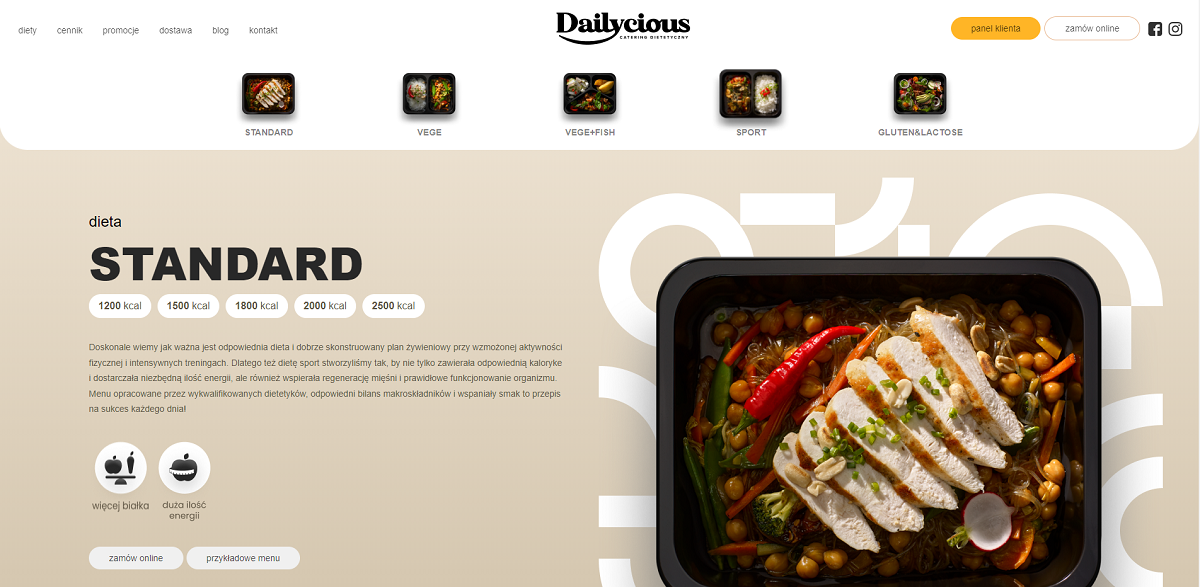 diety cennik promocje dostawa blog kontakt
Dailycious
CATERING DIETETYCZNY
panel klienta zamów online
STANDARD VEGE VEGE+FISH SPORT GLUTEN&LACTOSE
dieta
STANDARD
1200 kcal 1500 kcal 1800 kcal 2000 kcal 2500 kcal
Doskonale wiemy jak ważna jest odpowiednia dieta i dobrze skonstruowany plan żywieniowy przy wzmożonej aktywności
fizycznej i intensywnych treningach. Dlatego też dietę sport stworzyliśmy tak, by nie tylko zawierała odpowiednią kaloryke
i dostarczała niezbędną ilość energii, ale również wspierała regenerację mięśni i prawidłowe funkcjonowanie organizmu.
Menu opracowane przez wykwalifikowanych dietetyków, odpowiedni bilans makroskładników i wspaniały smak to przepis
na sukces każdego dnia!
więcej białka duża ilość
energii
zamów online przykładowe menu